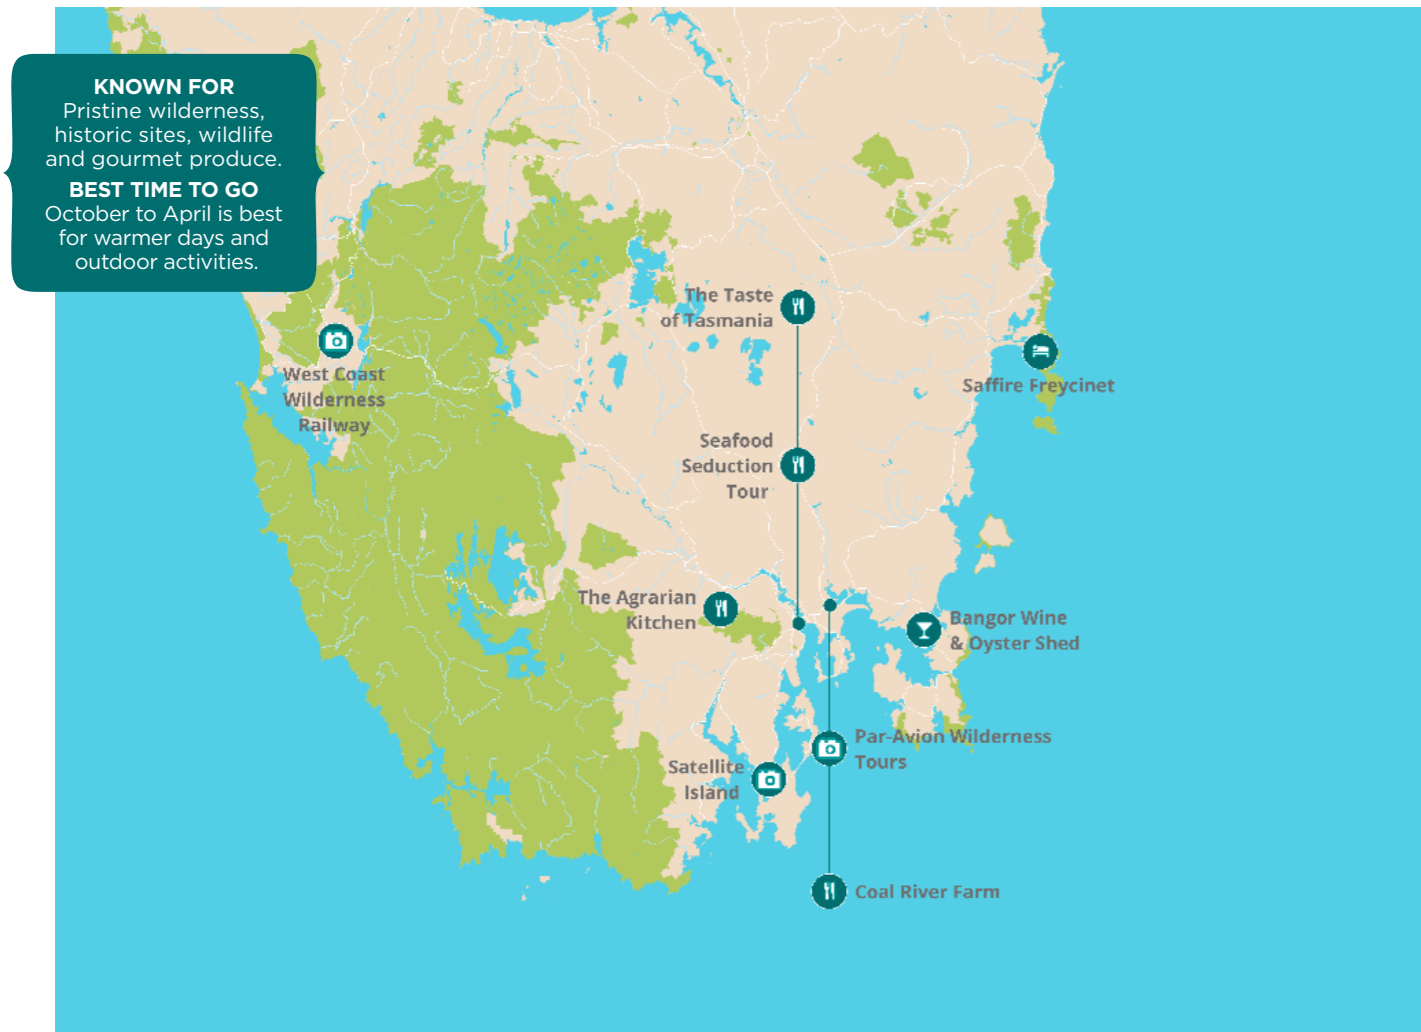 KNOWN FOR
Pristine wilderness,
historic sites, wildlife
and gourmet produce.
BEST TIME TO GO
October to April is best
for warmer days and
outdoor activities.
The Taste
of Tasmania
West Coast
Wilderness
Railway
Saffire Freycinet
Seafood
Seduction
Tour
The Agrarian
Kitchen
Bangor Wine
& Oyster Shed
Par-Avion Wilderness
Tours
Satellite
Island
Coal River Farm